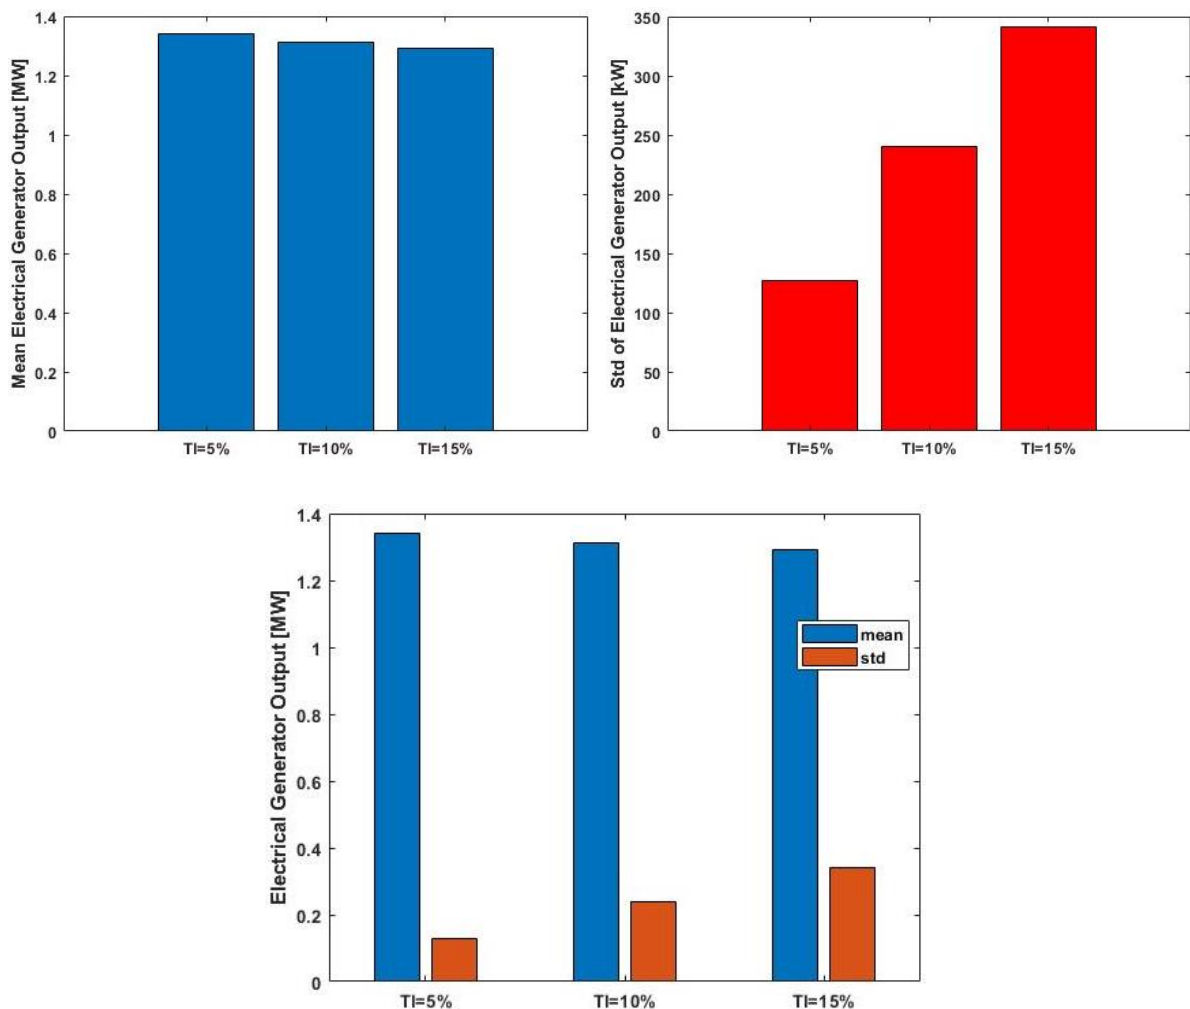 Mean Electrical Generator Output [MW]
1.4
1.2
1
0.8
0.6
0.4
0.2
0
TI=5%
TI=10%
TI=15%
Std of Electrical Generator Output [kW]
350
300
250
200
150
100
50
0
TI=5%
TI=10%
TI=15%
Electrical Generator Output [MW]
1.4
1.2
1
0.8
0.6
0.4
0.2
0
TI=5%
TI=10%
TI=15%
mean
std